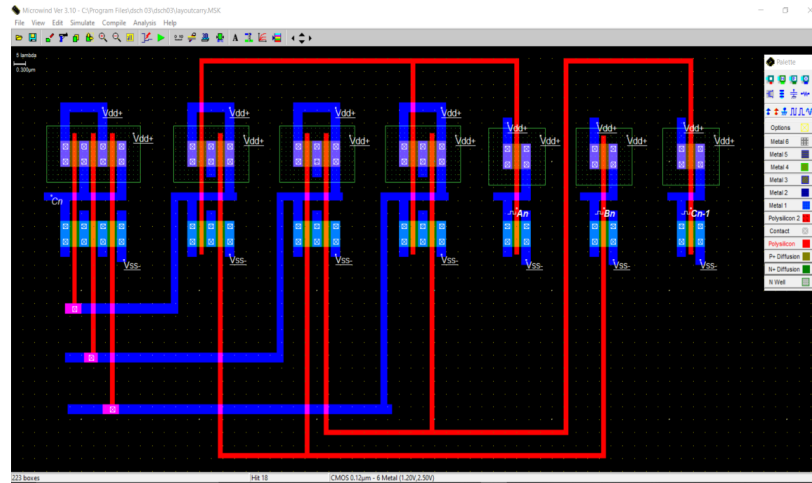 Microwind Ver 3.10 - C:\Program Files\dsch 03\dsch03\layoutcarry.MSK
File View Edit Simulate Compile Analysis Help
5 lambda
0.300µm
Palette
Vdd+ Vdd+ Vdd+ Vdd+
Vdd+ Vdd+ Vdd+
Vdd+ Vdd+ Vdd+ Vdd+
Options
Metal 6
Metal 5
Metal 4
Metal 3
Metal 2
Metal 1
Polysilicon 2
Contact
Polysilicon
P+ Diffusion
N+ Diffusion
N Well
Cn An Bn Cn-1
Vss- Vss- Vss- Vss- Vss- Vss- Vss-
223 boxes Hit 18 CMOS 0.12µm - 6 Metal (1.20V,2.50V)